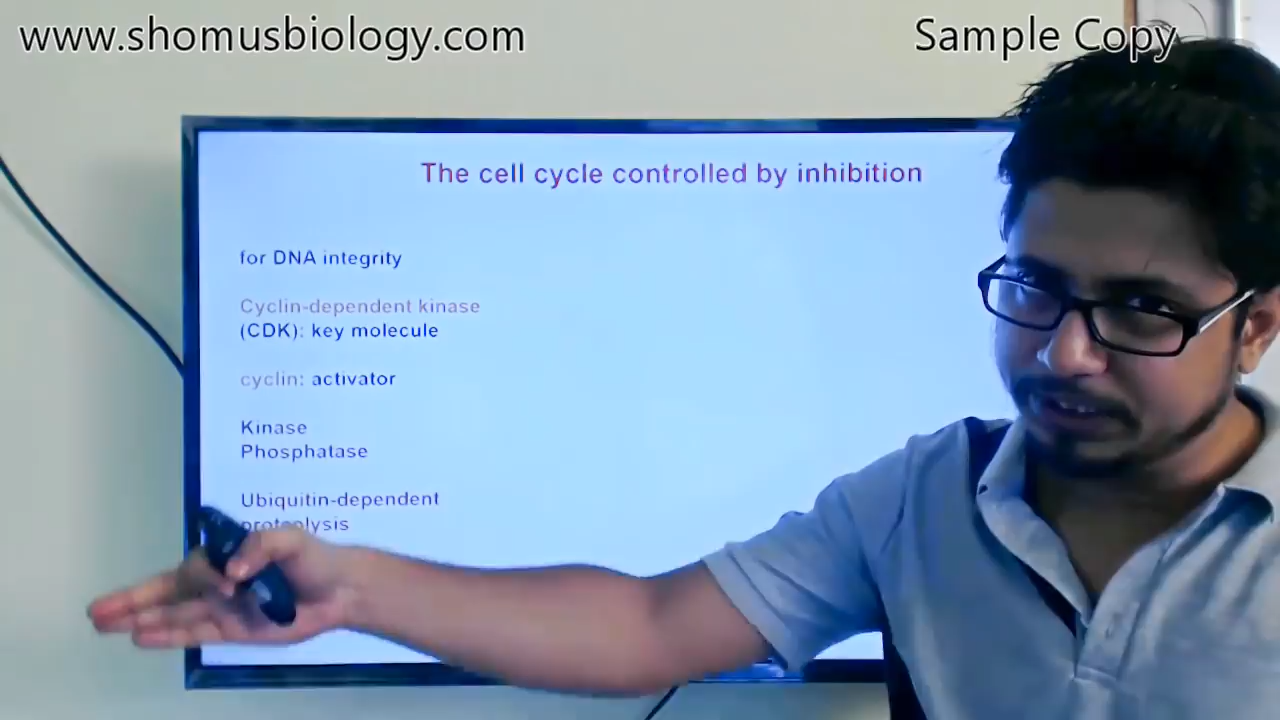 www.shomusbiology.com
Sample Copy
The cell cycle controlled by inhibition
for DNA integrity
Cyclin-dependent kinase
(CDK): key molecule
cyclin: activator
Kinase
Phosphatase
Ubiquitin-dependent
proteolysis